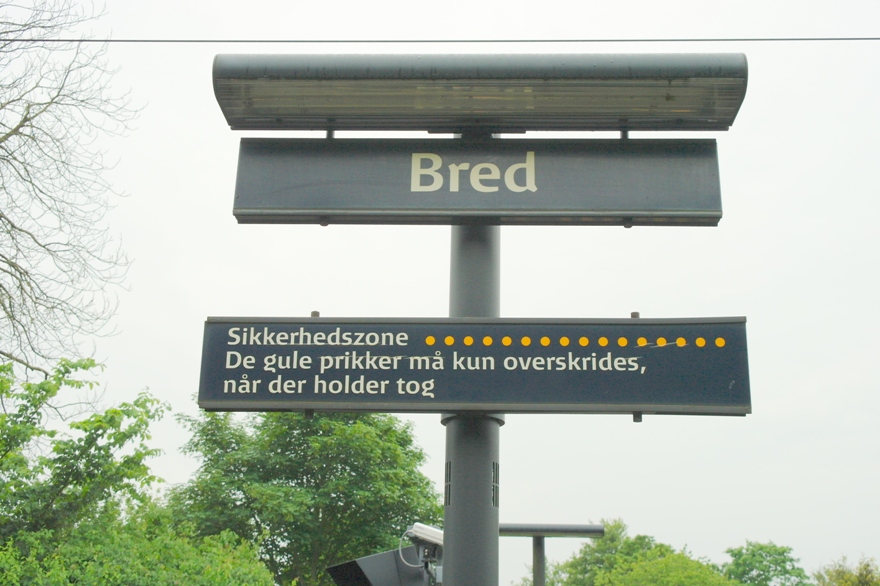 Bred
Sikkerhedszone
De gule prikker må kun overskrides,
når der holder tog